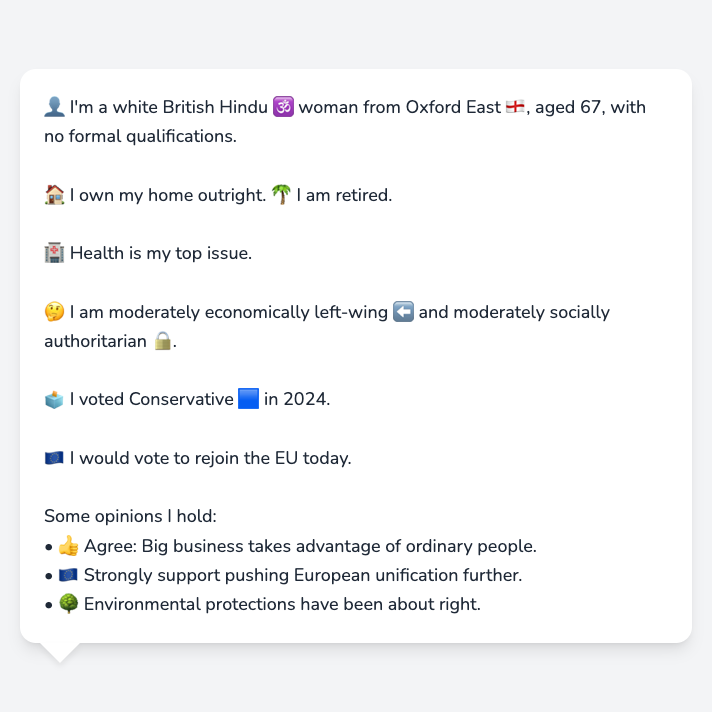 👤 I'm a white British Hindu 🕉️ woman from Oxford East 🏴󠁧󠁢󠁥󠁮󠁧󠁿, aged 67, with
no formal qualifications.
🏠 I own my home outright. 🌴 I am retired.
🏥 Health is my top issue.
🤔 I am moderately economically left-wing ⬅️ and moderately socially
authoritarian 🔒.
🗳️ I voted Conservative 🟦 in 2024.
🇪🇺 I would vote to rejoin the EU today.
Some opinions I hold:
• 👍 Agree: Big business takes advantage of ordinary people.
• 🇪🇺 Strongly support pushing European unification further.
• 🌳 Environmental protections have been about right.